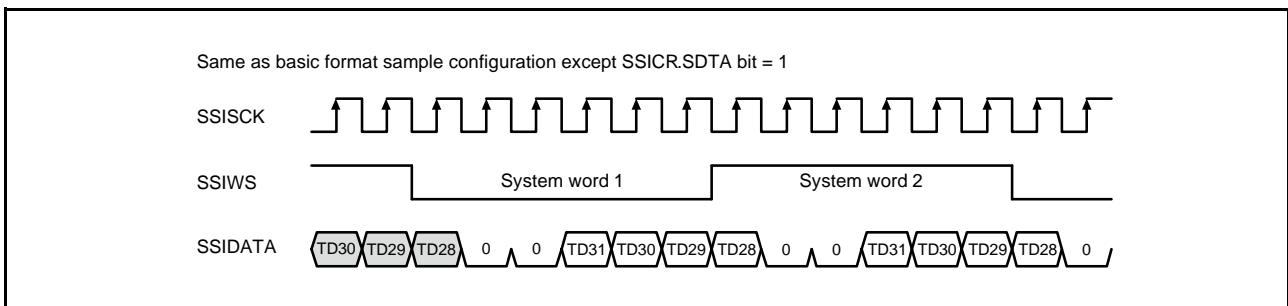 Same as basic format sample configuration except SSICR.SDTA bit = 1
SSISCK
SSIWS System word 1 System word 2
SSIDATA TD30 TD29 TD28 0 0 TD31 TD30 TD29 TD28 0 0 TD31 TD30 TD29 TD28 0